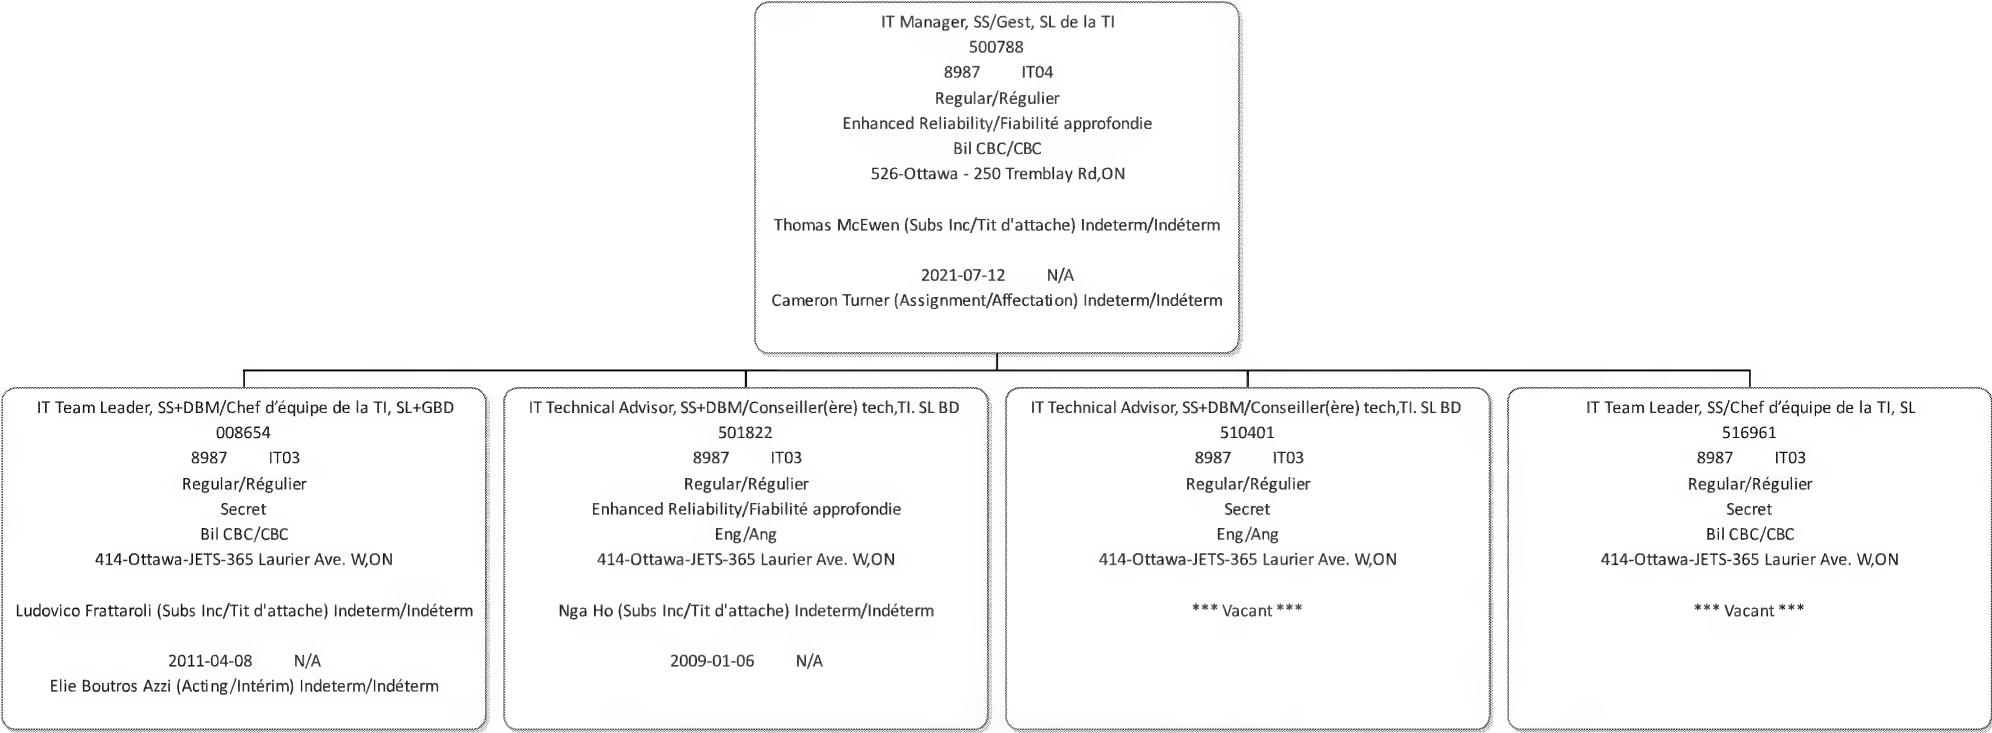 IT Manager, SS/Gest, SL de la TI
500788
8987 IT04
Regular/Régulier
Enhanced Reliability/Fiabilité approfondie
Bil CBC/CBC
526-Ottawa - 250 Tremblay Rd,ON
Thomas McEwen (Subs Inc/Tit d'attache) Indeterm/Indéterm
2021-07-12 N/A
Cameron Turner (Assignment/Affectation) Indeterm/Indéterm
IT Team Leader, SS+DBM/Chef d’équipe de la TI, SL+GBD
008654
8987 IT03
Regular/Régulier
Secret
Bil CBC/CBC
414-Ottawa-JETS-365 Laurier Ave. W,ON
Ludovico Frattaroli (Subs Inc/Tit d'attache) Indeterm/Indéterm
2011-04-08 N/A
Elie Boutros Azzi (Acting/Intérim) Indeterm/Indéterm
IT Technical Advisor, SS+DBM/Conseiller(ère) tech,TI. SL BD
501822
8987 IT03
Regular/Régulier
Enhanced Reliability/Fiabilité approfondie
Eng/Ang
414-Ottawa-JETS-365 Laurier Ave. W,ON
Nga Ho (Subs Inc/Tit d'attache) Indeterm/Indéterm
2009-01-06 N/A
IT Technical Advisor, SS+DBM/Conseiller(ère) tech,TI. SL BD
510401
8987 IT03
Regular/Régulier
Secret
Eng/Ang
414-Ottawa-JETS-365 Laurier Ave. W,ON
*** Vacant ***
IT Team Leader, SS/Chef d’équipe de la TI, SL
516961
8987 IT03
Regular/Régulier
Secret
Bil CBC/CBC
414-Ottawa-JETS-365 Laurier Ave. W,ON
*** Vacant ***